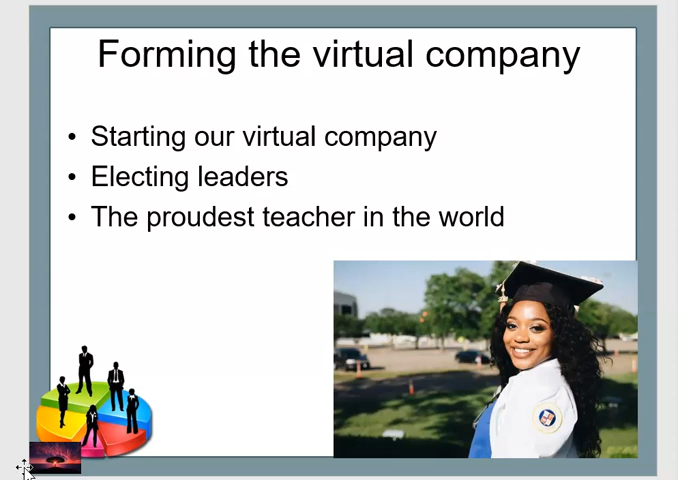 Forming the virtual company
• Starting our virtual company
• Electing leaders
• The proudest teacher in the world